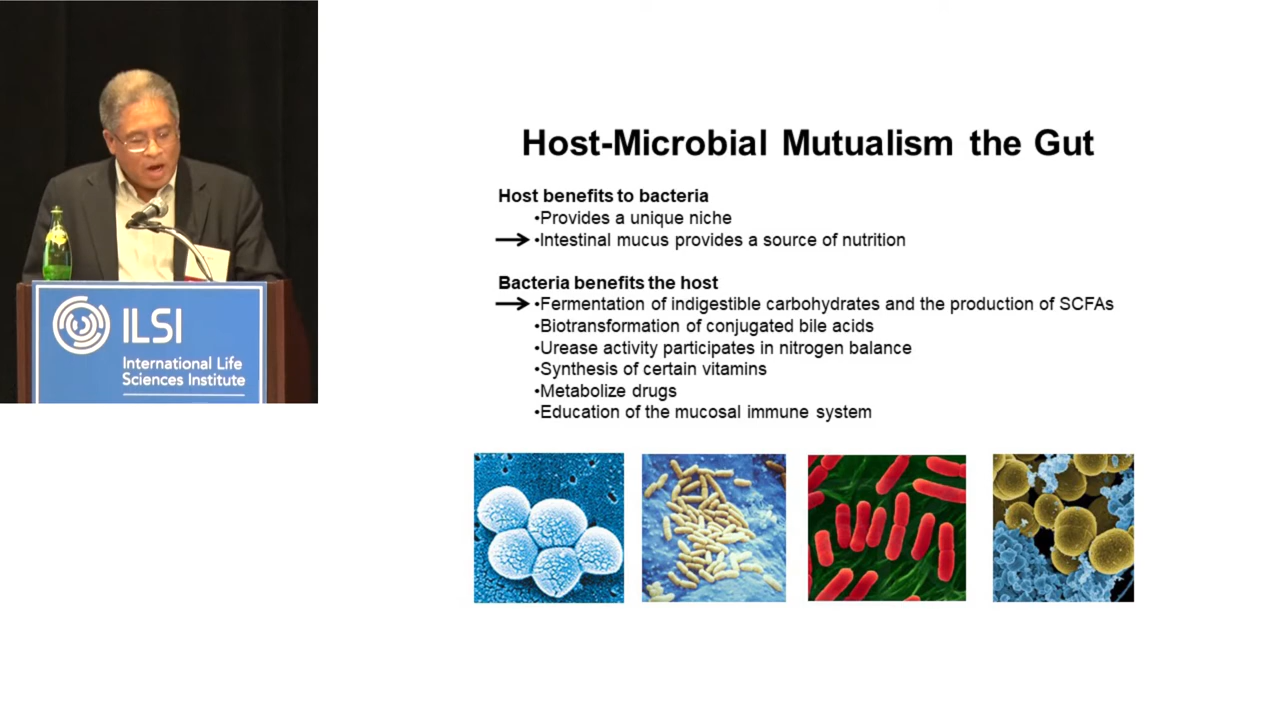 ILSI
International Life
Sciences Institute
Host-Microbial Mutualism the Gut
Host benefits to bacteria
•Provides a unique niche
•Intestinal mucus provides a source of nutrition
Bacteria benefits the host
•Fermentation of indigestible carbohydrates and the production of SCFAs
•Biotransformation of conjugated bile acids
•Urease activity participates in nitrogen balance
•Synthesis of certain vitamins
•Metabolize drugs
•Education of the mucosal immune system